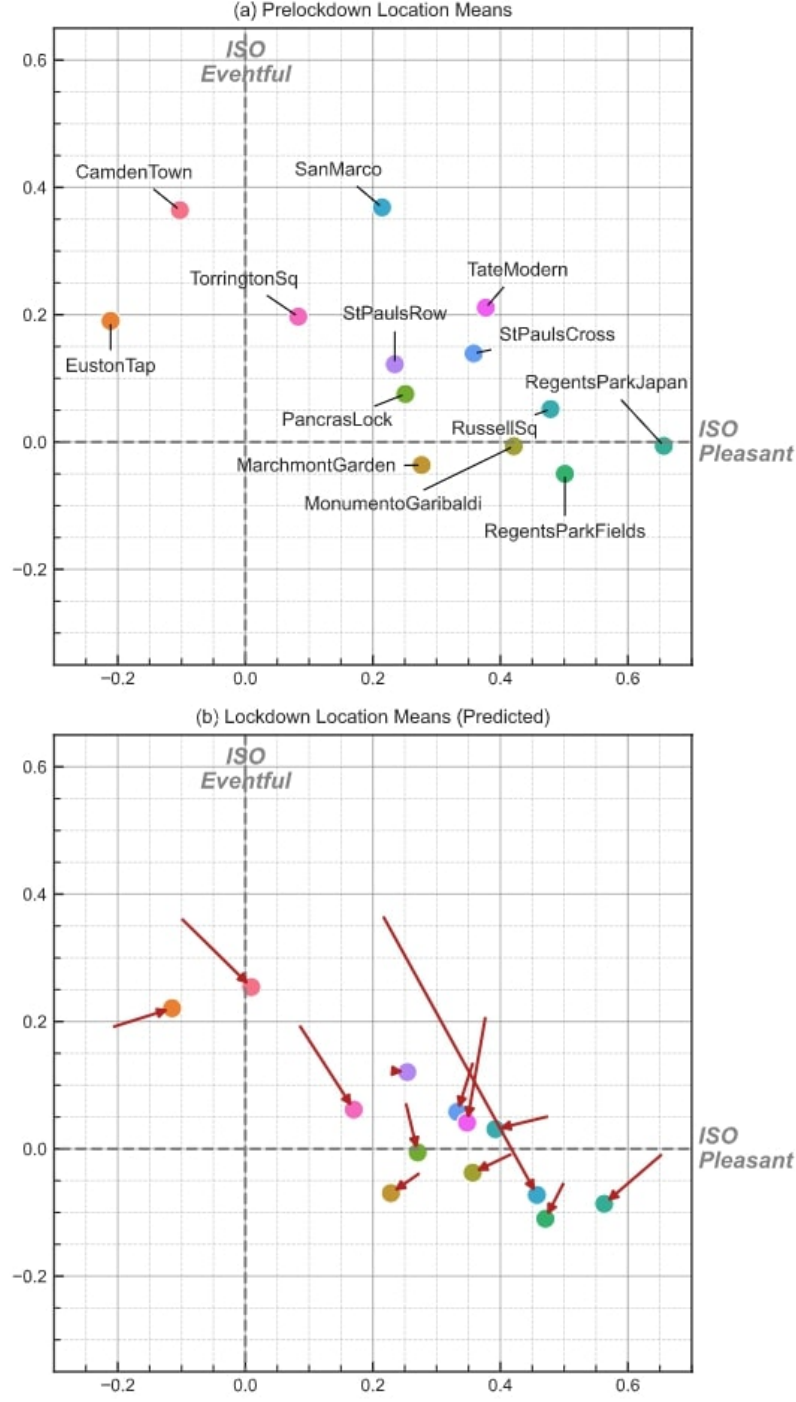 (a) Prelockdown Location Means
ISO
Eventful
0.6
CamdenTown
SanMarco
0.4
TorringtonSq
TateModern
0.2
StPaulsRow
StPaulsCross
EustonTap
RegentsParkJapan
PancrasLock
RussellSq
0.0
ISO
Pleasant
MarchmontGarden
MonumentoGaribaldi
RegentsParkFields
−0.2
−0.2 0.0 0.2 0.4 0.6
(b) Lockdown Location Means (Predicted)
ISO
Eventful
0.6
0.4
0.2
0.0
ISO
Pleasant
−0.2
−0.2 0.0 0.2 0.4 0.6